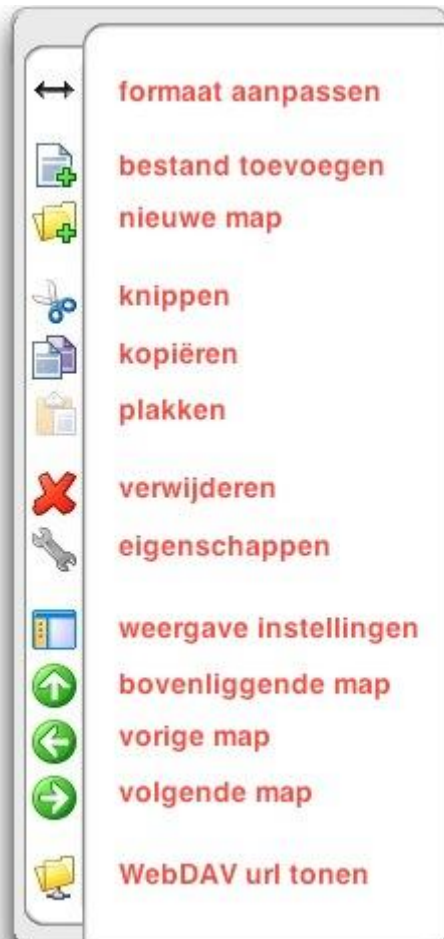 formaat aanpassen
bestand toevoegen
nieuwe map
knippen
kopiëren
plakken
verwijderen
eigenschappen
weergave instellingen
bovenliggende map
vorige map
volgende map
WebDAV url tonen